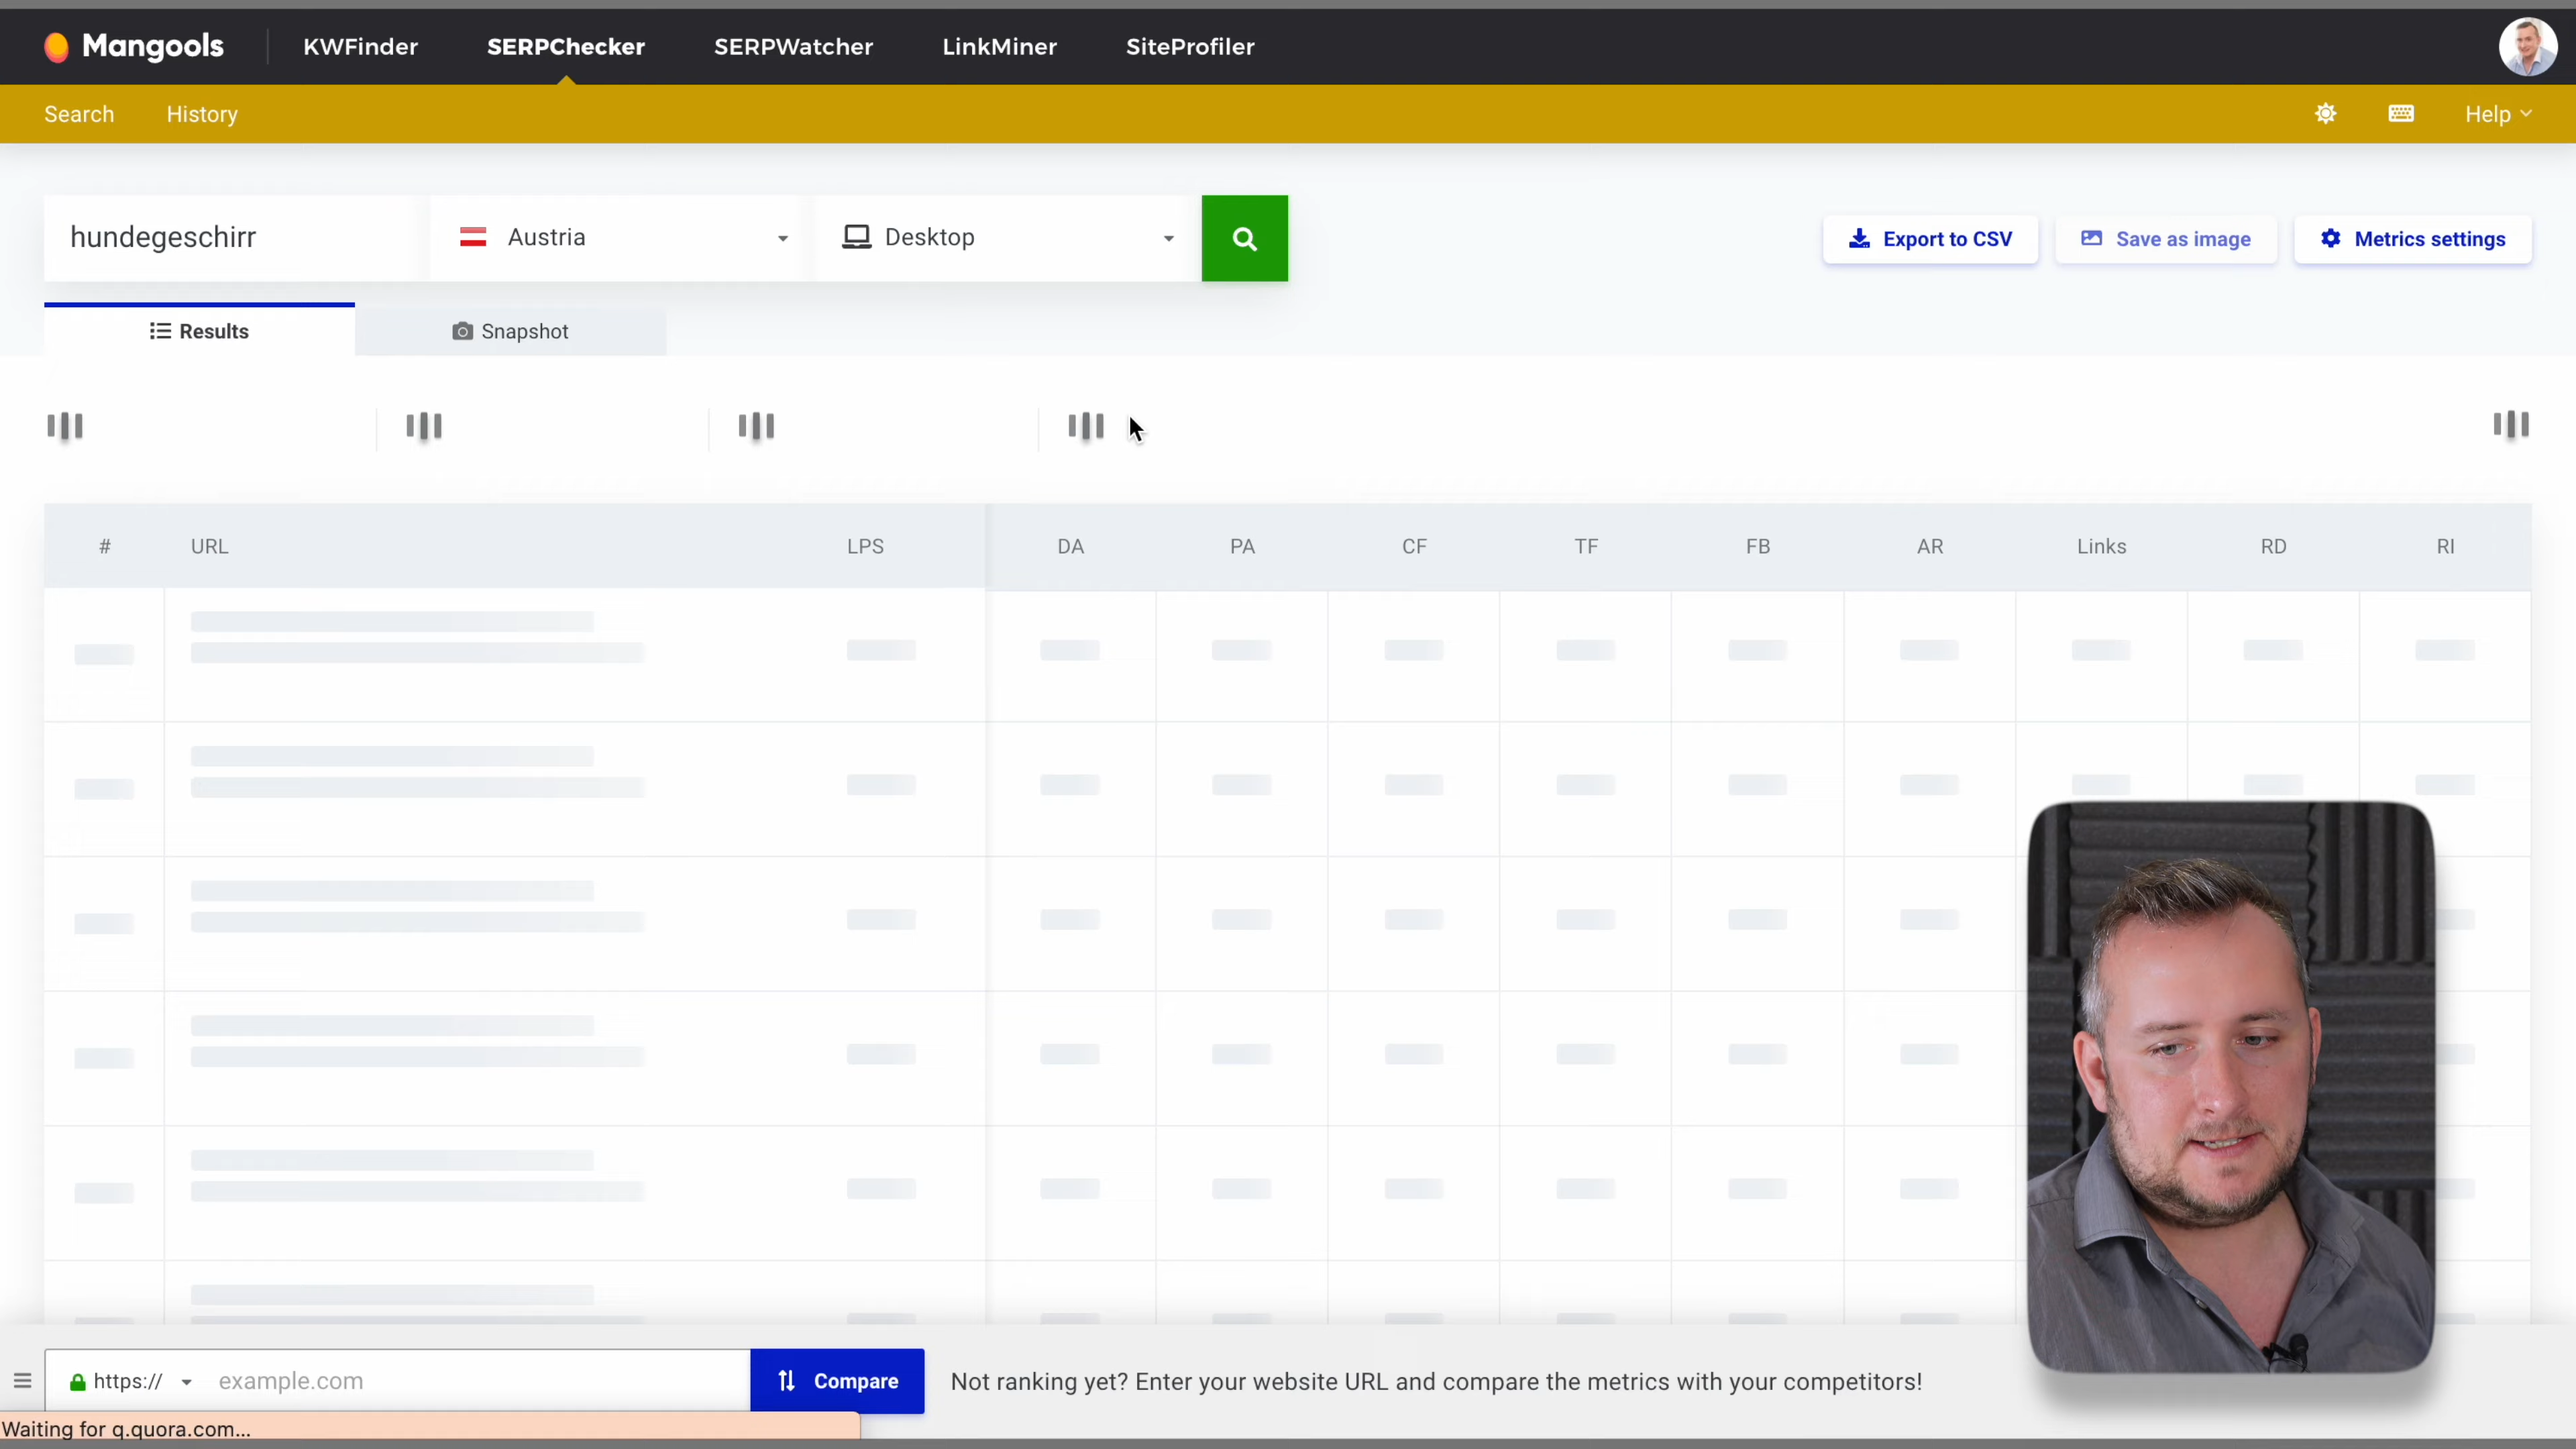 Mangools KWFinder SERPChecker SERPWatcher LinkMiner SiteProfiler
Search History Help
hundegeschirr Austria Desktop Export to CSV Save as image Metrics settings
Results Snapshot
# URL LPS DA PA CF TF FB AR Links RD RI
https:// example.com Compare Not ranking yet? Enter your website URL and compare the metrics with your competitors!
Waiting for q.quora.com...